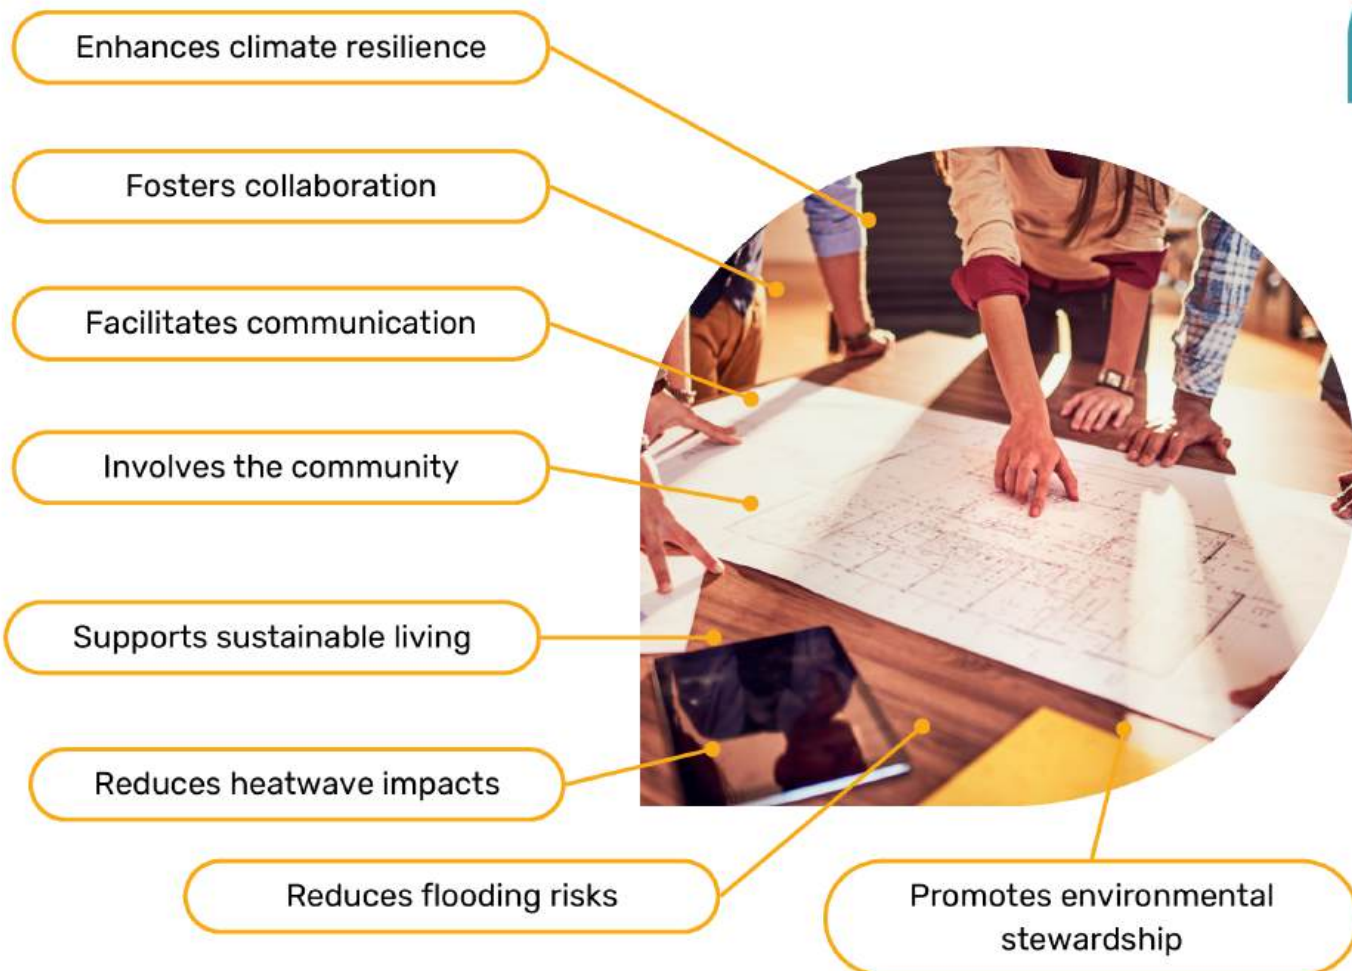 Enhances climate resilience
Fosters collaboration
Facilitates communication
Involves the community
Supports sustainable living
Reduces heatwave impacts
Reduces flooding risks
Promotes environmental
stewardship